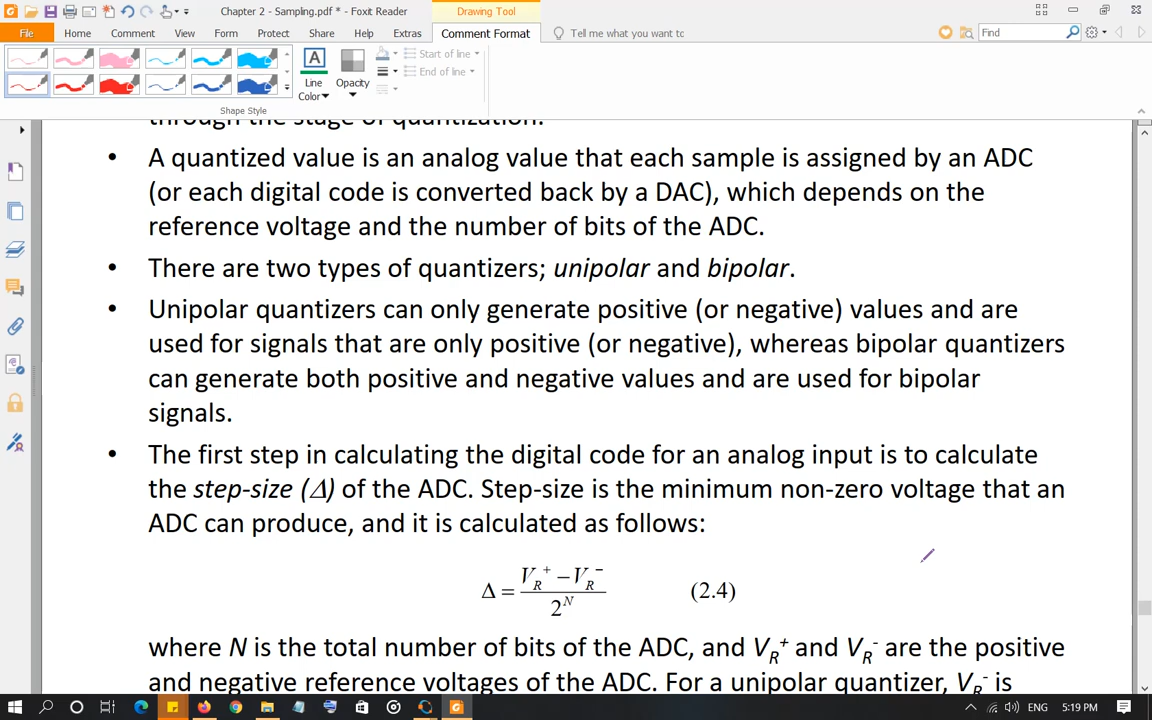 Chapter 2 - Sampling.pdf * - Foxit Reader
Drawing Tool
File Home Comment View Form Protect Share Help Extras Comment Format Tell me what you want to Find
Start of line
End of line
Line Color
Opacity
Shape Style
through the stage of quantization.
• A quantized value is an analog value that each sample is assigned by an ADC
(or each digital code is converted back by a DAC), which depends on the
reference voltage and the number of bits of the ADC.
• There are two types of quantizers; unipolar and bipolar.
• Unipolar quantizers can only generate positive (or negative) values and are
used for signals that are only positive (or negative), whereas bipolar quantizers
can generate both positive and negative values and are used for bipolar
signals.
• The first step in calculating the digital code for an analog input is to calculate
the step-size (Δ) of the ADC. Step-size is the minimum non-zero voltage that an
ADC can produce, and it is calculated as follows:
Δ = (V_R^+ − V_R^−) / 2^N (2.4)
where N is the total number of bits of the ADC, and V_R^+ and V_R^- are the positive
and negative reference voltages of the ADC. For a unipolar quantizer, V_R^- is
ENG 5:19 PM